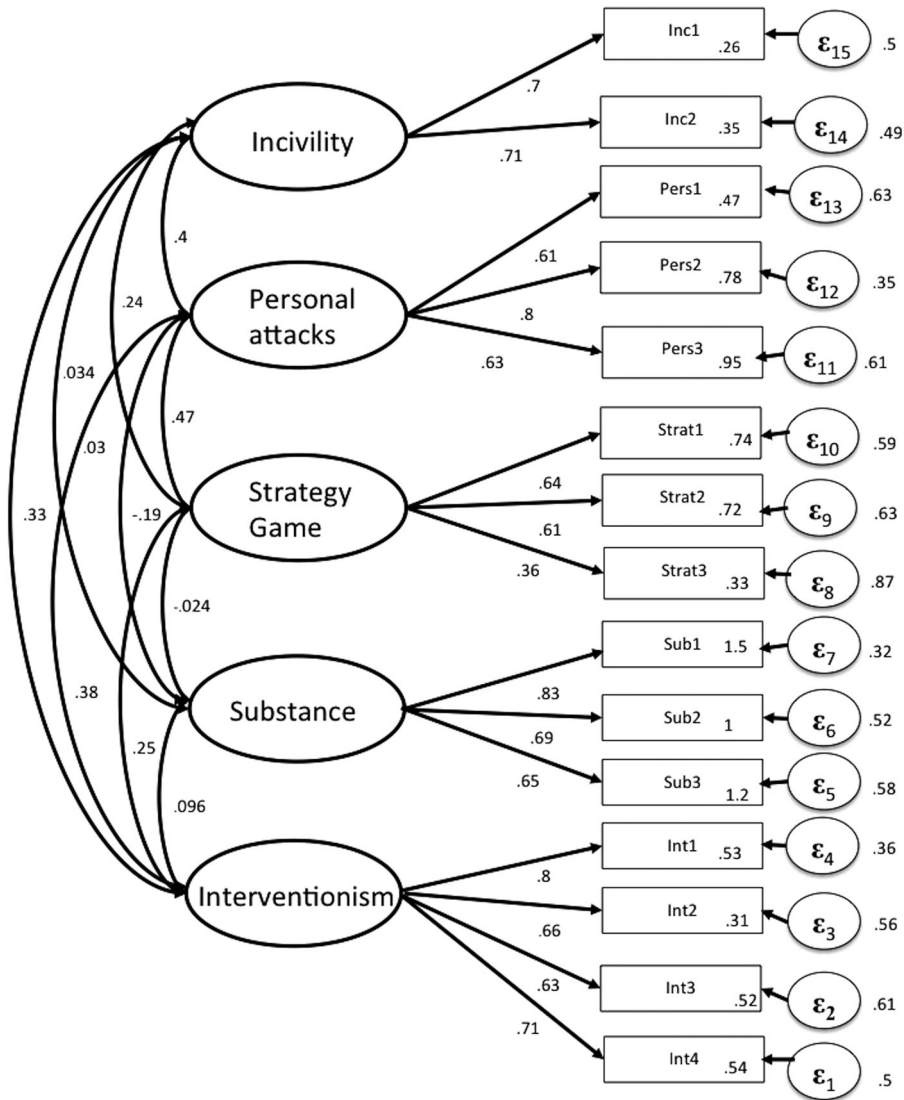 Inc1
.26
ε15
.5
.7
Incivility
Inc2
.35
ε14
.49
.71
Pers1
.47
ε13
.63
.4
.61
Pers2
.78
ε12
.35
Personal
attacks
.24
.8
Pers3
.95
ε11
.61
.63
.034
.47
Strat1
.74
ε10
.59
.03
.64
Strategy
Game
Strat2
.72
ε9
.63
.33
-.19
.61
.36
Strat3
.33
ε8
.87
-.024
Sub1
1.5
ε7
.32
.38
.83
Substance
Sub2
1
ε6
.52
.25
.69
.65
Sub3
1.2
ε5
.58
.096
Int1
.53
ε4
.36
.8
Interventionism
Int2
.31
ε3
.56
.66
.63
Int3
.52
ε2
.61
.71
Int4
.54
ε1
.5